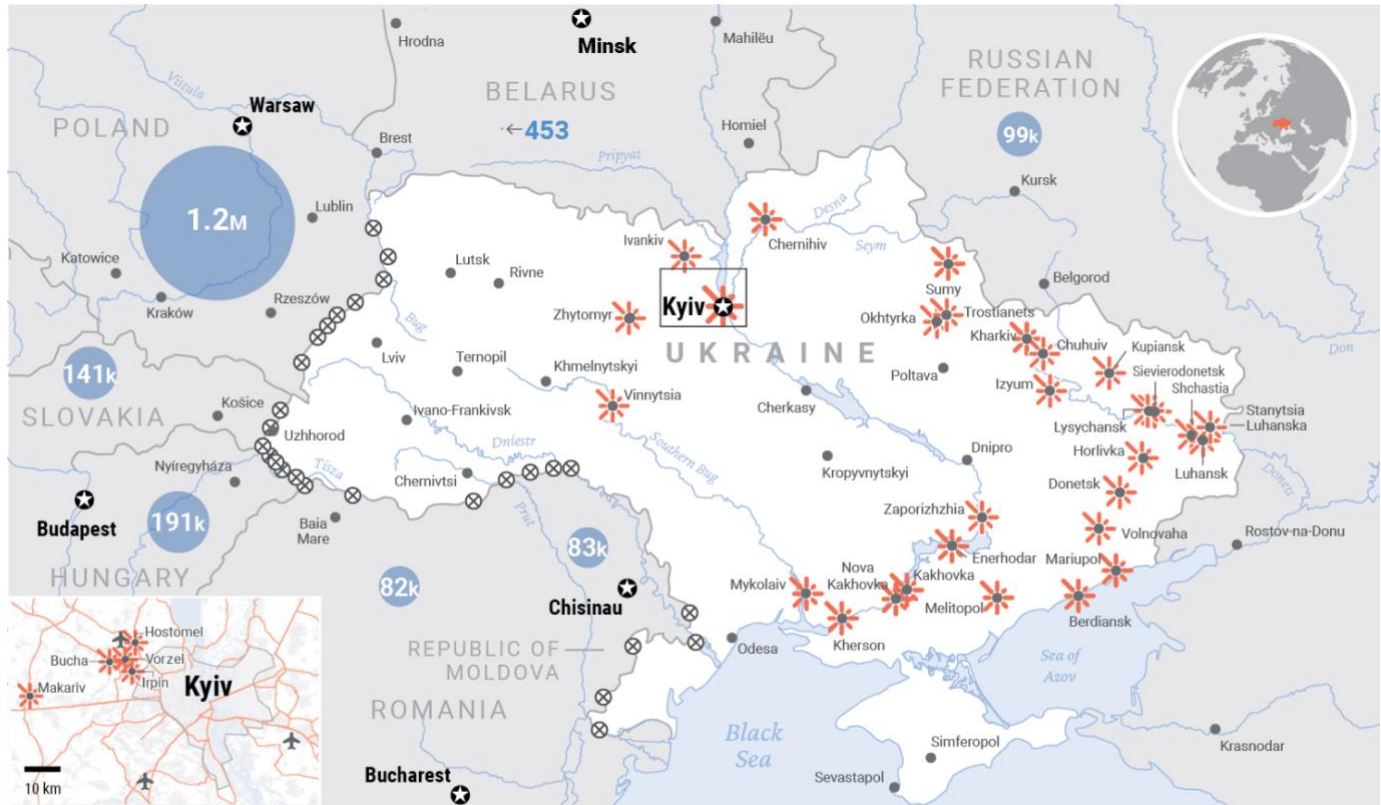 Hrodna
Minsk
Mahilëu
RUSSIAN
FEDERATION
99k
BELARUS
←453
Viszula
Warsaw
POLAND
Brest
Homiel
Pripyat
Kursk
1.2M
Lublin
Desna
Seym
Chernihiv
Ivankiv
Katowice
Kraków
Rzeszów
Lutsk
Rivne
Sumy
Belgorod
Kyiv
Zhytomyr
Okhtyrka
Trostianets
Kharkiv
Chuhuiv
Don
Bug
Lviv
Ternopil
UKRAINE
Khmelnytskyi
Poltava
Kupiansk
Sievierodonetsk
Shchastia
Izyum
141k
SLOVAKIA
Košice
Vinnytsia
Cherkasy
Ivano-Frankivsk
Lysychansk
Stanytsia
Luhanska
Uzhhorod
Dniestr
Southern Bug
Dnipro
Horlivka
Luhansk
Nyíregyháza
Tisza
Chernivtsi
Kropyvnytskyi
Donetsk
Donets
Budapest
191k
Baia
Mare
Prut
Zaporizhzhia
Volnovaha
Rostov-na-Donu
HUNGARY
83k
Enerhodar
Mariupol
82k
Chisinau
Mykolaiv
Nova
Kakhovka
Kakhovka
Melitopol
Berdiansk
REPUBLIC OF
MOLDOVA
Odesa
Kherson
Sea of
Azov
ROMANIA
Black
Sea
Simferopol
Krasnodar
Bucharest
Sevastapol
Hostomel
Bucha
Vorzel
Irpin
Kyiv
Makariv
10 km